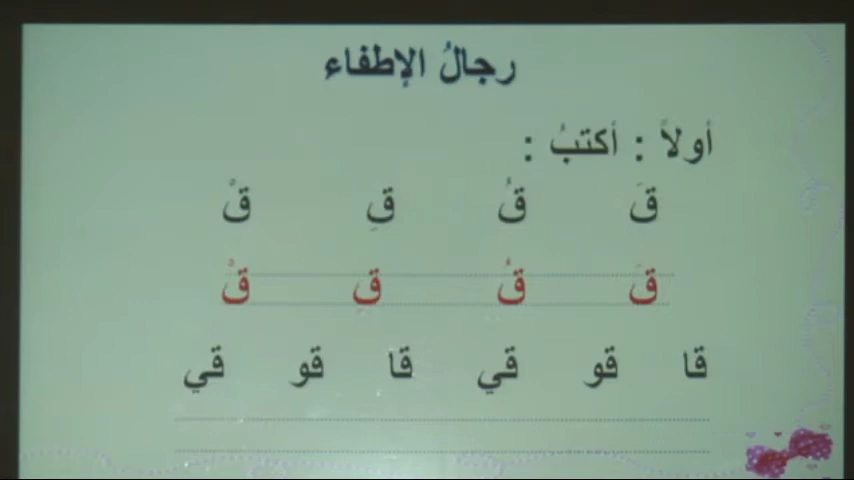 رجالُ الإطفاء
أولاً : أكتبُ :
قَ قُ قِ قْ
قَ قُ قِ قْ
قا قو قي قا قو قي